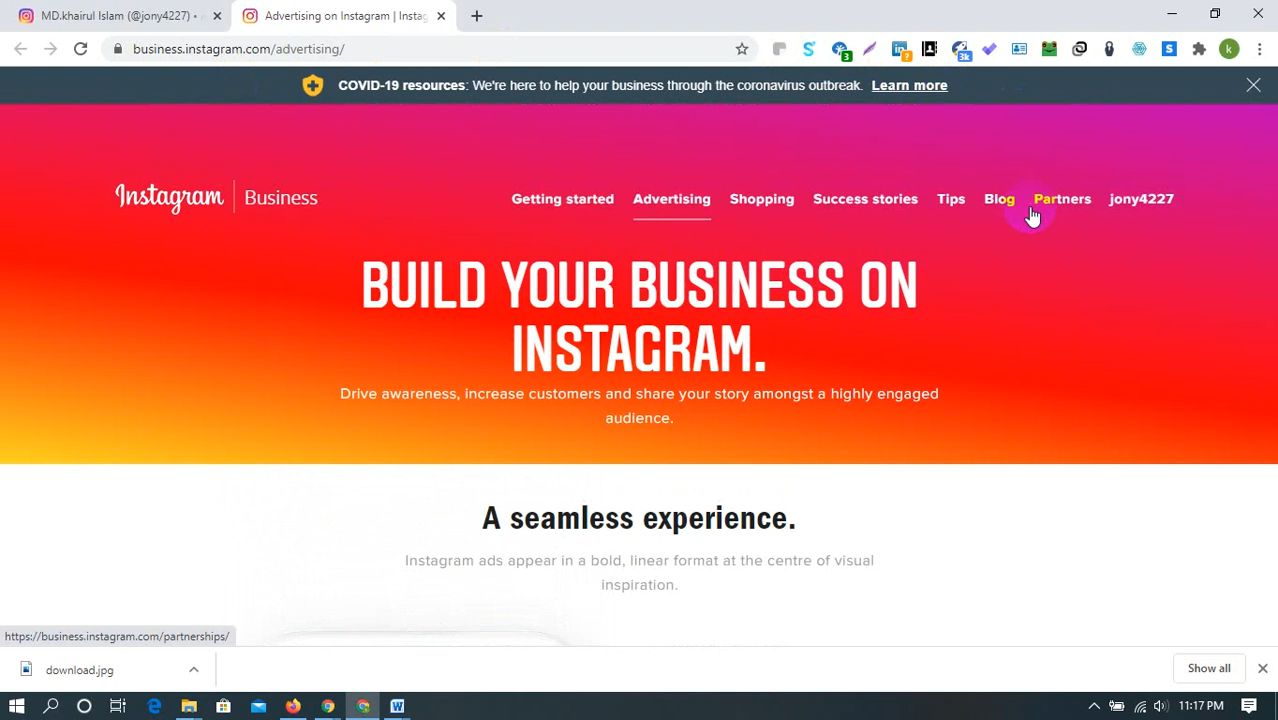 MD.khairul Islam (@jony4227) •
Advertising on Instagram | Instag
business.instagram.com/advertising/
3
?
3k
k
COVID-19 resources: We're here to help your business through the coronavirus outbreak. Learn more
Instagram | Business
Getting started Advertising Shopping Success stories Tips Blog Partners jony4227
BUILD YOUR BUSINESS ON
INSTAGRAM.
Drive awareness, increase customers and share your story amongst a highly engaged
audience.
A seamless experience.
Instagram ads appear in a bold, linear format at the centre of visual
inspiration.
https://business.instagram.com/partnerships/
download.jpg
Show all
11:17 PM